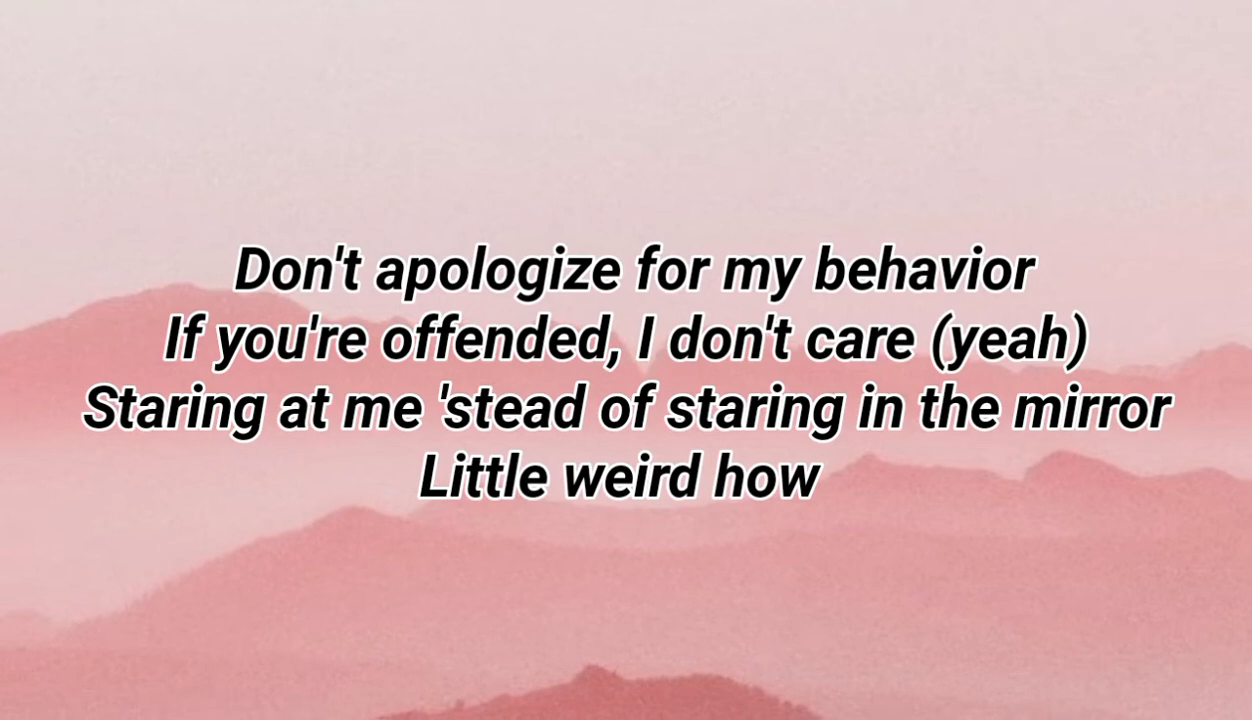 Don't apologize for my behavior
If you're offended, I don't care (yeah)
Staring at me 'stead of staring in the mirror
Little weird how